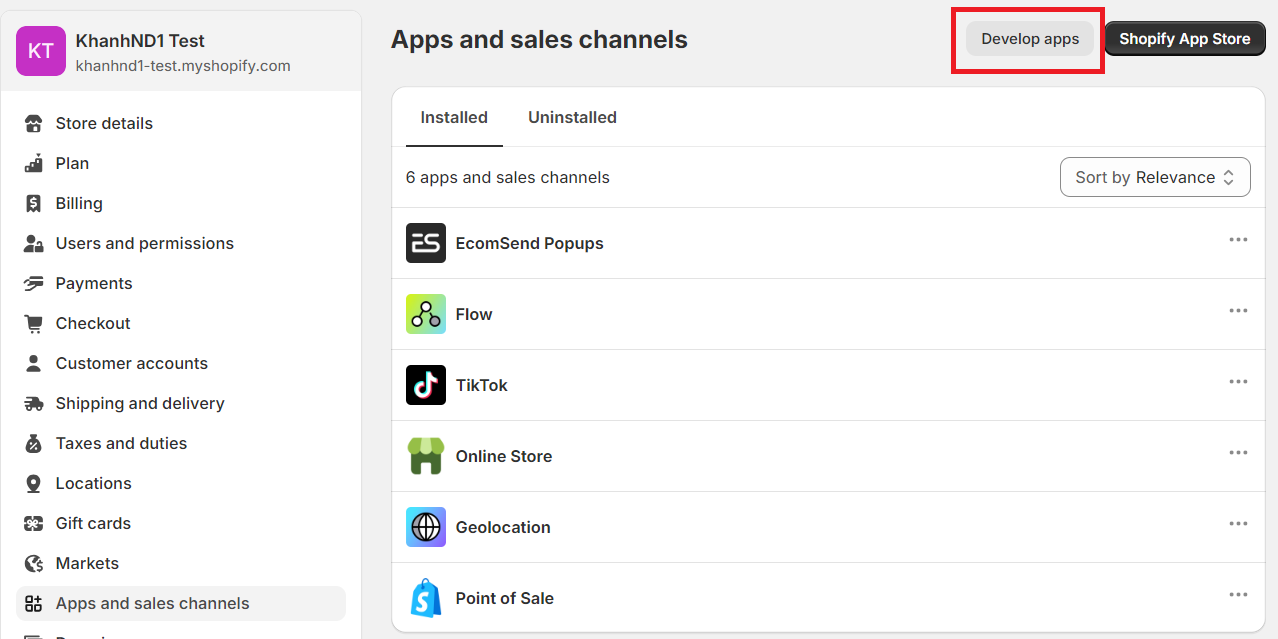 KT
KhanhND1 Test
khanhnd1-test.myshopify.com
Store details
Plan
Billing
Users and permissions
Payments
Checkout
Customer accounts
Shipping and delivery
Taxes and duties
Locations
Gift cards
Markets
Apps and sales channels
Apps and sales channels
Develop apps
Shopify App Store
Installed
Uninstalled
6 apps and sales channels
Sort by Relevance
ES
EcomSend Popups
Flow
TikTok
Online Store
Geolocation
S
Point of Sale